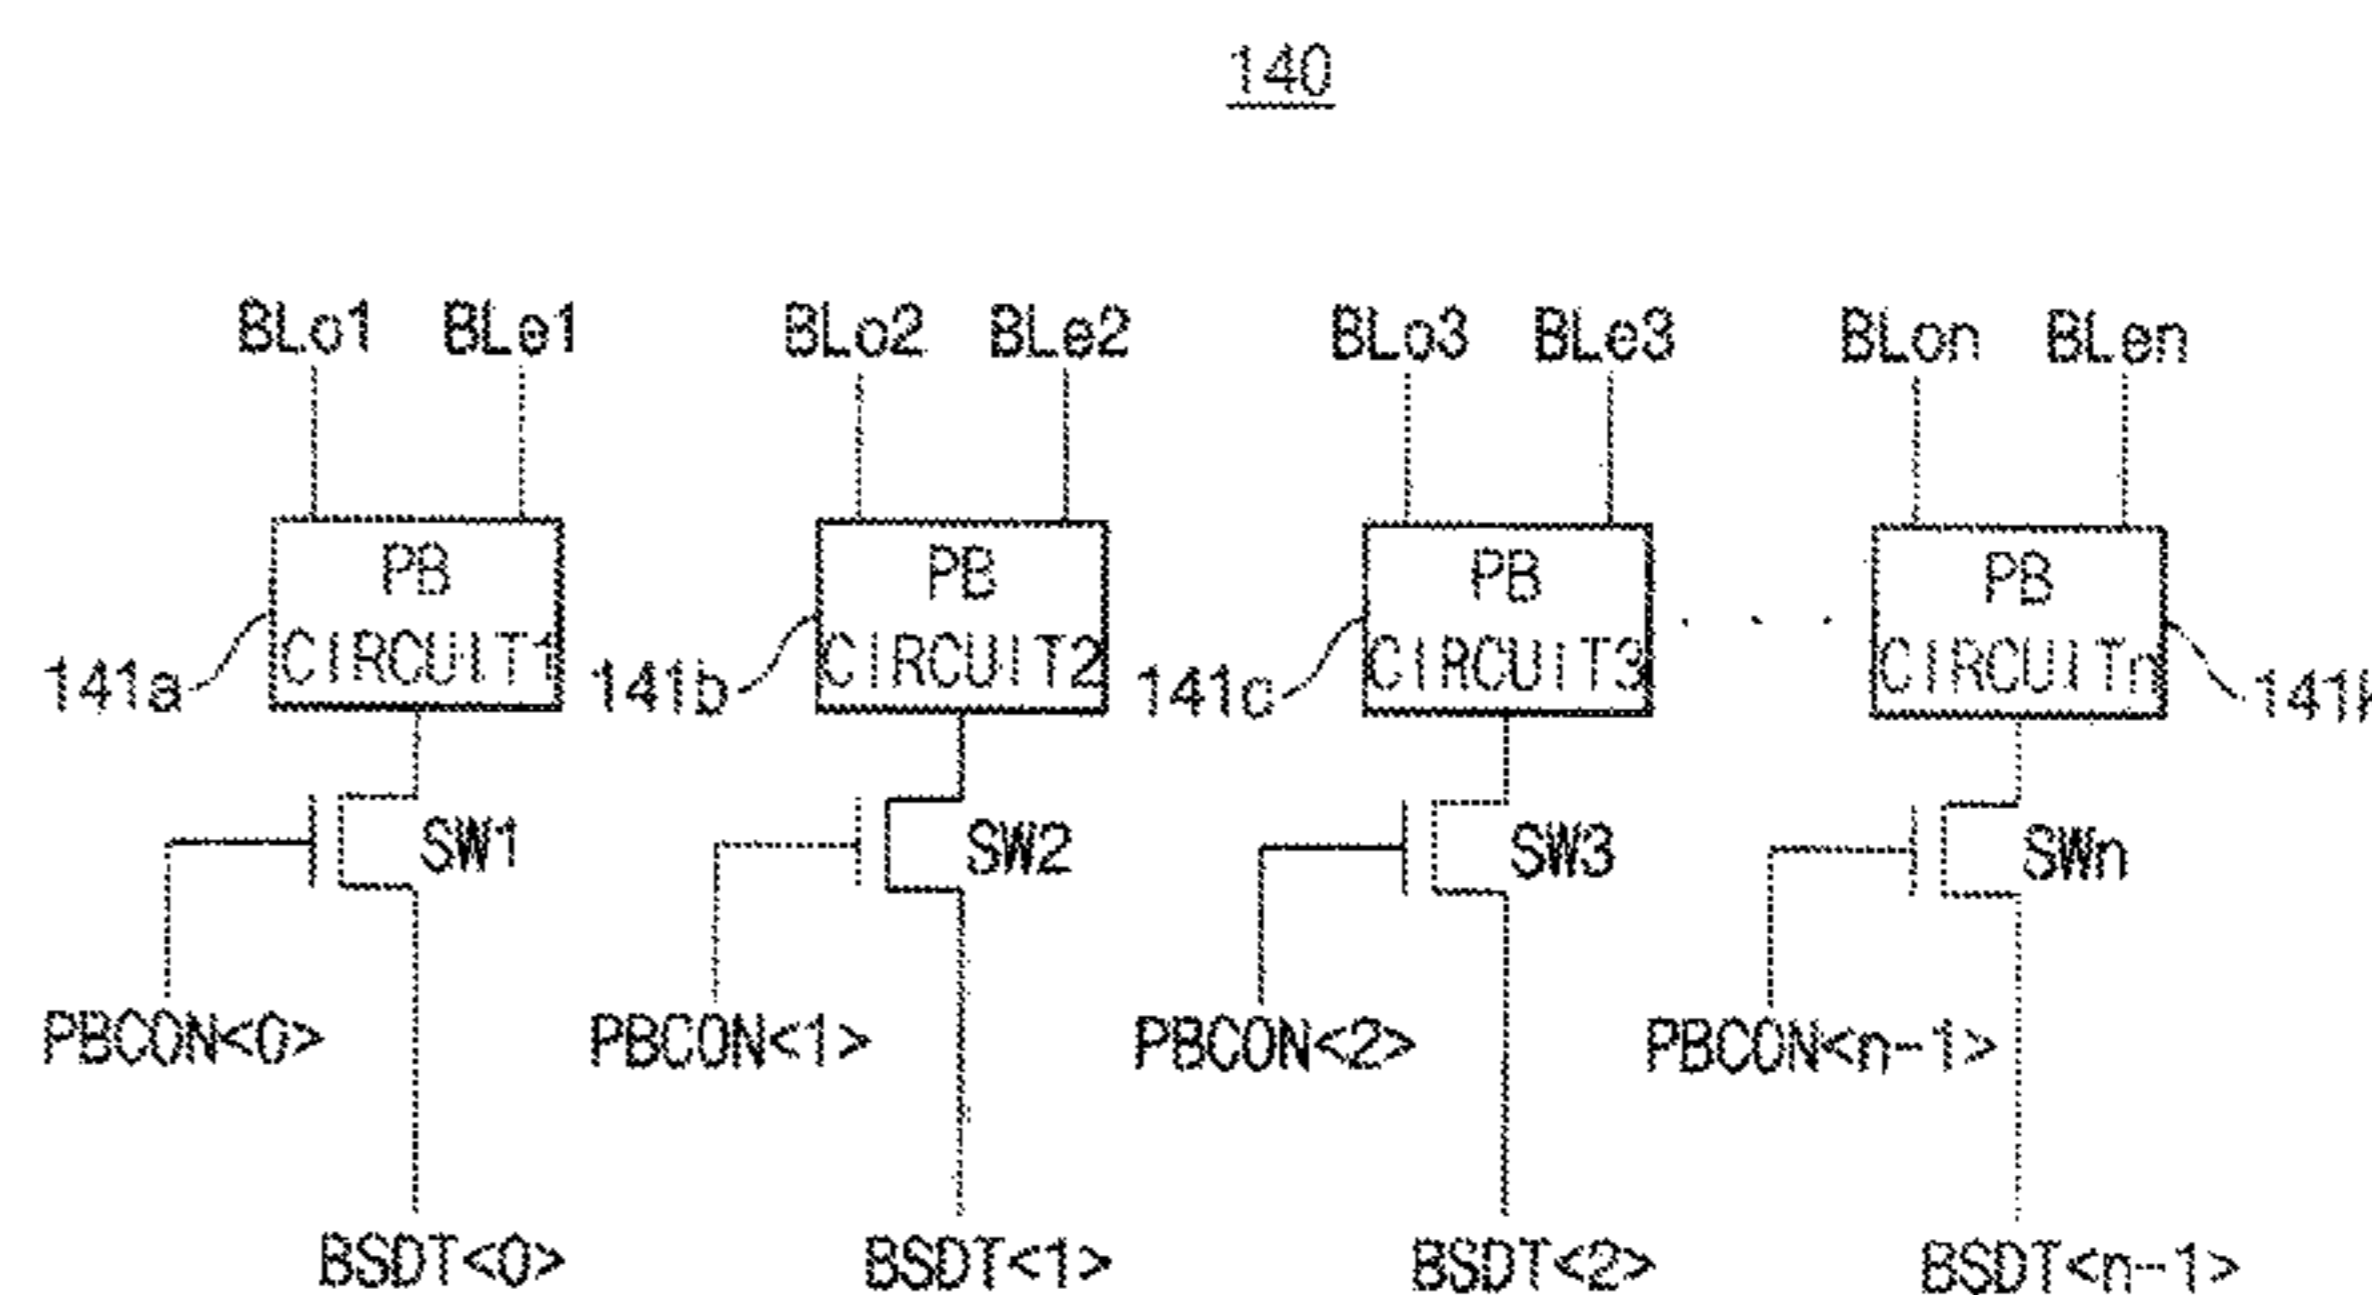 140
BLo1 BLe1 BLo2 BLe2 BLo3 BLe3 BLon BLen
PB PB PB PB
CIRCUIT1 CIRCUIT2 CIRCUIT3 CIRCUITn
141a 141b 141c
SW1 SW2 SW3 SWn
PBCON<0> PBCON<1> PBCON<2> PBCON<n-1>
BSDT<0> BSDT<1> BSDT<2> BSDT<n-1>